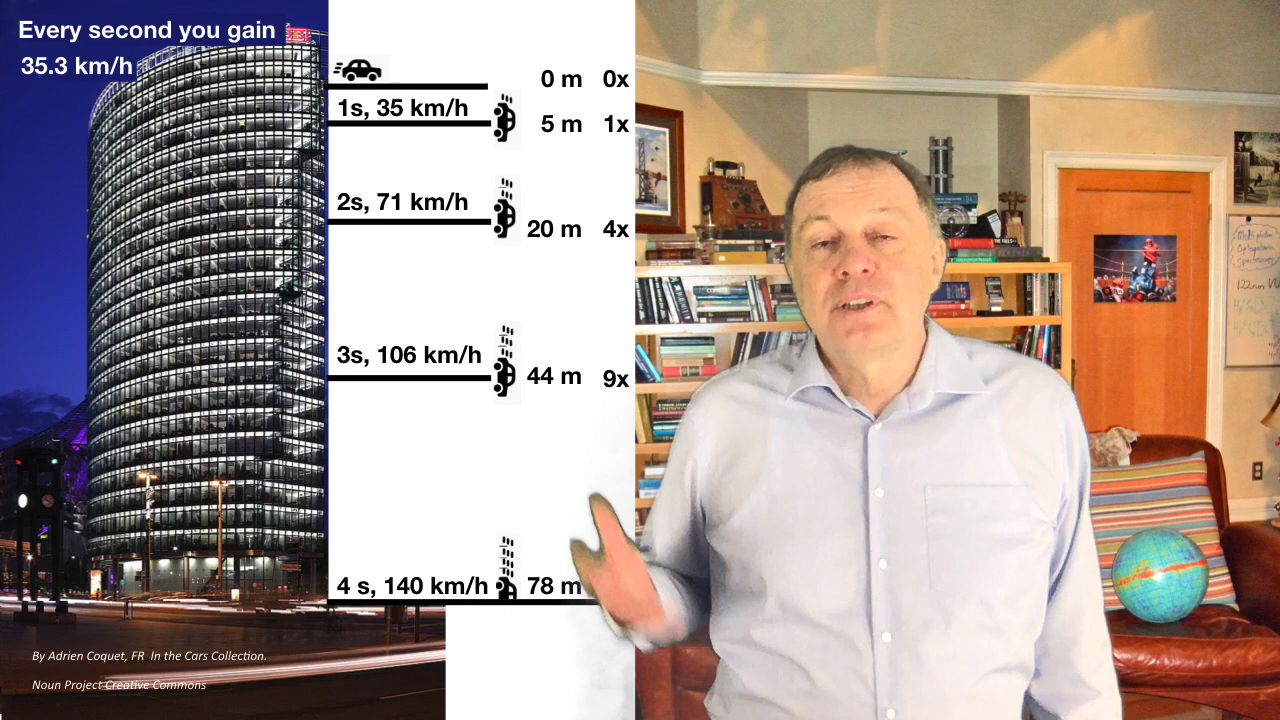 Every second you gain
35.3 km/h
0 m 0x
1s, 35 km/h
5 m 1x
2s, 71 km/h
20 m 4x
3s, 106 km/h
44 m 9x
4 s, 140 km/h 78 m
By Adrien Coquet, FR In the Cars Collection.
Noun Project Creative Commons
122nm VU